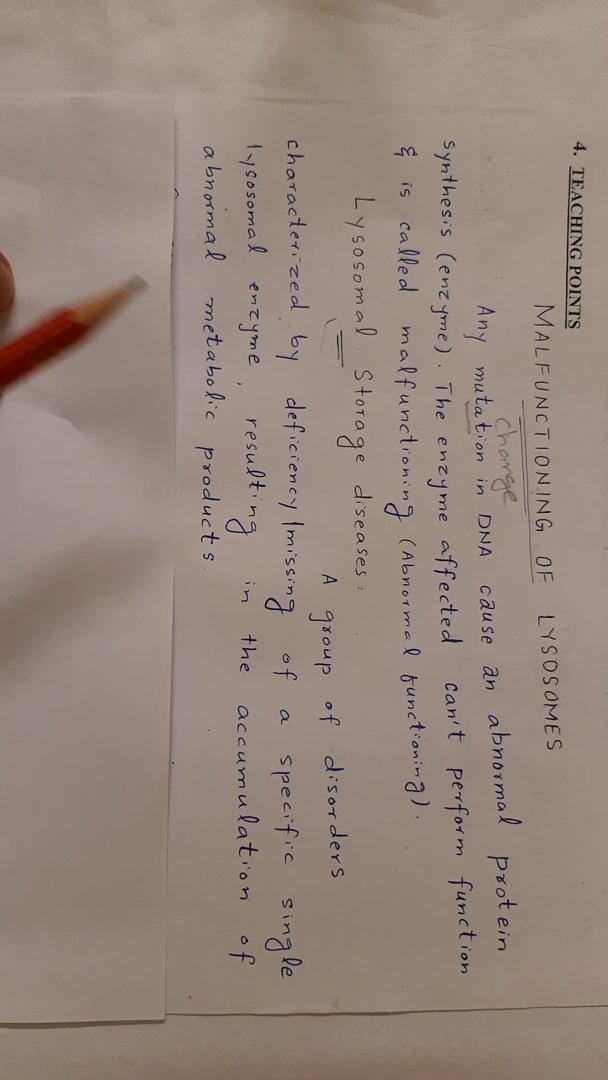 4. TEACHING POINTS
MALFUNCTIONING OF LYSOSOMES
change
Any mutation in DNA cause an abnormal protein
synthesis (enzyme). The enzyme affected can't perform function
& is called malfunctioning (Abnormal functioning).
Lysosomal Storage diseases:
A group of disorders
characterized by deficiency/missing of a specific single
lysosomal enzyme, resulting in the accumulation of
abnormal metabolic products.